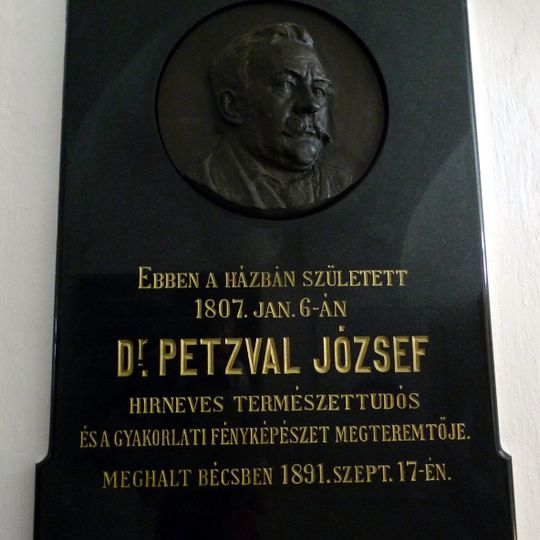 EBBEN A HÁZBÁN SZÜLETETT
1807. JAN. 6-ÁN
Dr. PETZVAL JÓZSEF
HIRNEVES TERMÉSZETTUDÓS
ÉS A GYAKORLATI FÉNYKÉPÉSZET MEGTEREMTŐJE.
MEGHALT BÉCSBEN 1891. SZEPT. 17-ÉN.